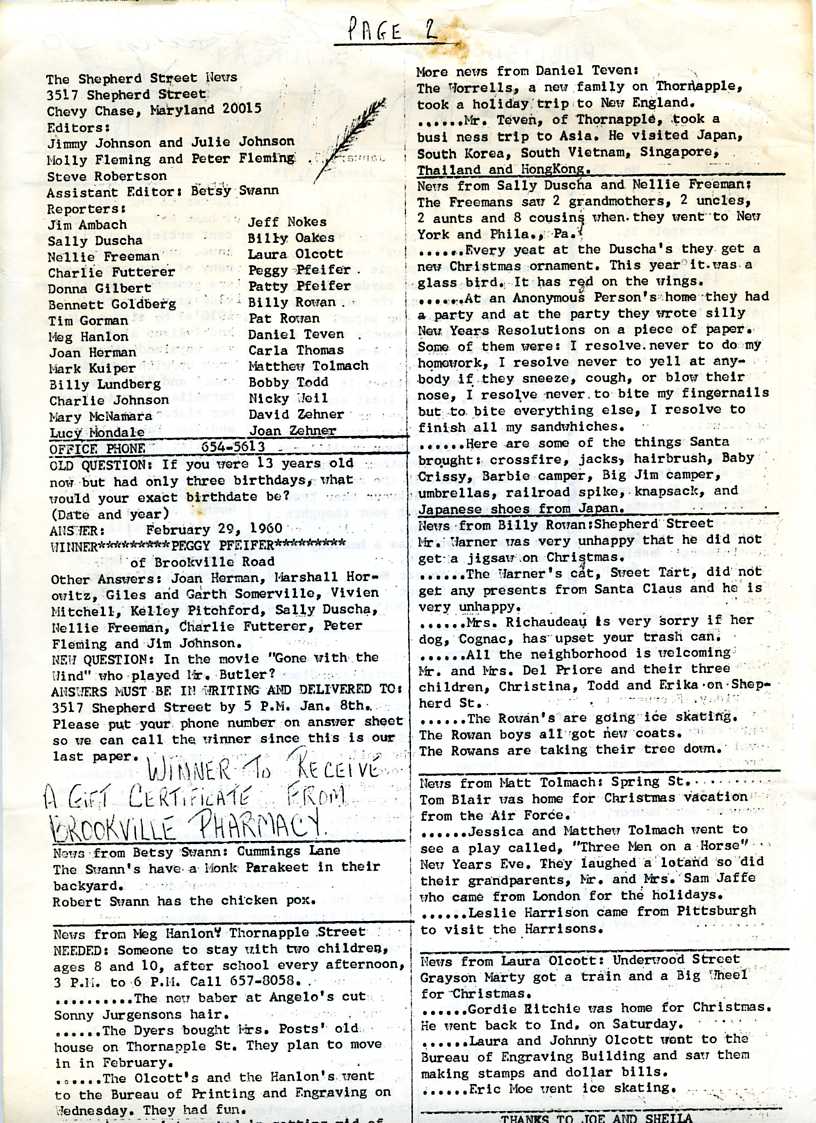 PAGE 2
The Shepherd Street News
3517 Shepherd Street
Chevy Chase, Maryland 20015
Editors:
Jimmy Johnson and Julie Johnson
Molly Fleming and Peter Fleming
Steve Robertson
Assistant Editor: Betsy Swann
Reporters:
Jim Ambach
Sally Duscha
Nellie Freeman
Charlie Futterer
Donna Gilbert
Bennett Goldberg
Tim Gorman
Meg Hanlon
Joan Herman
Mark Kuiper
Billy Lundberg
Charlie Johnson
Mary McNamara
Lucy Mondale
Jeff Nokes
Billy Oakes
Laura Olcott
Peggy Pfeifer
Patty Pfeifer
Billy Rowan
Pat Rowan
Daniel Teven
Carla Thomas
Matthew Tolmach
Bobby Todd
Nicky Weil
David Zehner
Joan Zehner
OFFICE PHONE 654-5613
OLD QUESTION: If you were 13 years old
now but had only three birthdays, what
would your exact birthdate be?
(Date and year)
ANSWER: February 29, 1960
WINNER*********PEGGY PFEIFER*********
of Brookville Road
Other Answers: Joan Herman, Marshall Hor-
owitz, Giles and Garth Somerville, Vivien
Mitchell, Kelley Pitchford, Sally Duscha,
Nellie Freeman, Charlie Futterer, Peter
Fleming and Jim Johnson.
NEW QUESTION: In the movie "Gone with the
Wind" who played Mr. Butler?
ANSWERS MUST BE IN WRITING AND DELIVERED TO:
3517 Shepherd Street by 5 P.M. Jan. 8th.
Please put your phone number on answer sheet
so we can call the winner since this is our
last paper. WINNER TO RECEIVE
A GIFT CERTIFICATE FROM
BROOKVILLE PHARMACY.
News from Betsy Swann: Cummings Lane
The Swann's have a Monk Parakeet in their
backyard.
Robert Swann has the chicken pox.
News from Meg Hanlon: Thornapple Street
NEEDED: Someone to stay with two children,
ages 8 and 10, after school every afternoon,
3 P.M. to 6 P.M. Call 657-8058.
..........The new baber at Angelo's cut
Sonny Jurgensons hair.
......The Dyers bought Mrs. Posts' old
house on Thornapple St. They plan to move
in in February.
......The Olcott's and the Hanlon's went
to the Bureau of Printing and Engraving on
Wednesday. They had fun.
More news from Daniel Teven:
The Worrells, a new family on Thornapple,
took a holiday trip to New England.
......Mr. Teven, of Thornapple, took a
busi ness trip to Asia. He visited Japan,
South Korea, South Vietnam, Singapore,
Thailand and HongKong.
News from Sally Duscha and Nellie Freeman:
The Freemans saw 2 grandmothers, 2 uncles,
2 aunts and 8 cousins when they went to New
York and Phila., Pa.
......Every yeat at the Duscha's they get a
new Christmas ornament. This year it was a
glass bird. It has red on the wings.
......At an Anonymous Person's home they had
a party and at the party they wrote silly
New Years Resolutions on a piece of paper.
Some of them were: I resolve never to do my
homework, I resolve never to yell at any-
body if they sneeze, cough, or blow their
nose, I resolve never to bite my fingernails
but to bite everything else, I resolve to
finish all my sandwhiches.
......Here are some of the things Santa
brought: crossfire, jacks, hairbrush, Baby
Crissy, Barbie camper, Big Jim camper,
umbrellas, railroad spike, knapsack, and
Japanese shoes from Japan.
News from Billy Rowan:Shepherd Street
Mr. Warner was very unhappy that he did not
get a jigsaw on Christmas.
......The Warner's cat, Sweet Tart, did not
get any presents from Santa Claus and he is
very unhappy.
......Mrs. Richaudeau is very sorry if her
dog, Cognac, has upset your trash can.
......All the neighborhood is welcoming
Mr. and Mrs. Del Priore and their three
children, Christina, Todd and Erika on Shep-
herd St.
......The Rowan's are going ice skating.
The Rowan boys all got new coats.
The Rowans are taking their tree down.
News from Matt Tolmach: Spring St.
Tom Blair was home for Christmas vacation
from the Air Force.
......Jessica and Matthew Tolmach went to
see a play called, "Three Men on a Horse"
New Years Eve. They laughed a lotand so did
their grandparents, Mr. and Mrs. Sam Jaffe
who came from London for the holidays.
......Leslie Harrison came from Pittsburgh
to visit the Harrisons.
News from Laura Olcott: Underwood Street
Grayson Marty got a train and a Big Wheel
for Christmas.
......Gordie Ritchie was home for Christmas.
He went back to Ind. on Saturday.
......Laura and Johnny Olcott went to the
Bureau of Engraving Building and saw them
making stamps and dollar bills.
......Eric Moe went ice skating.
THANKS TO JOE AND SHEILA